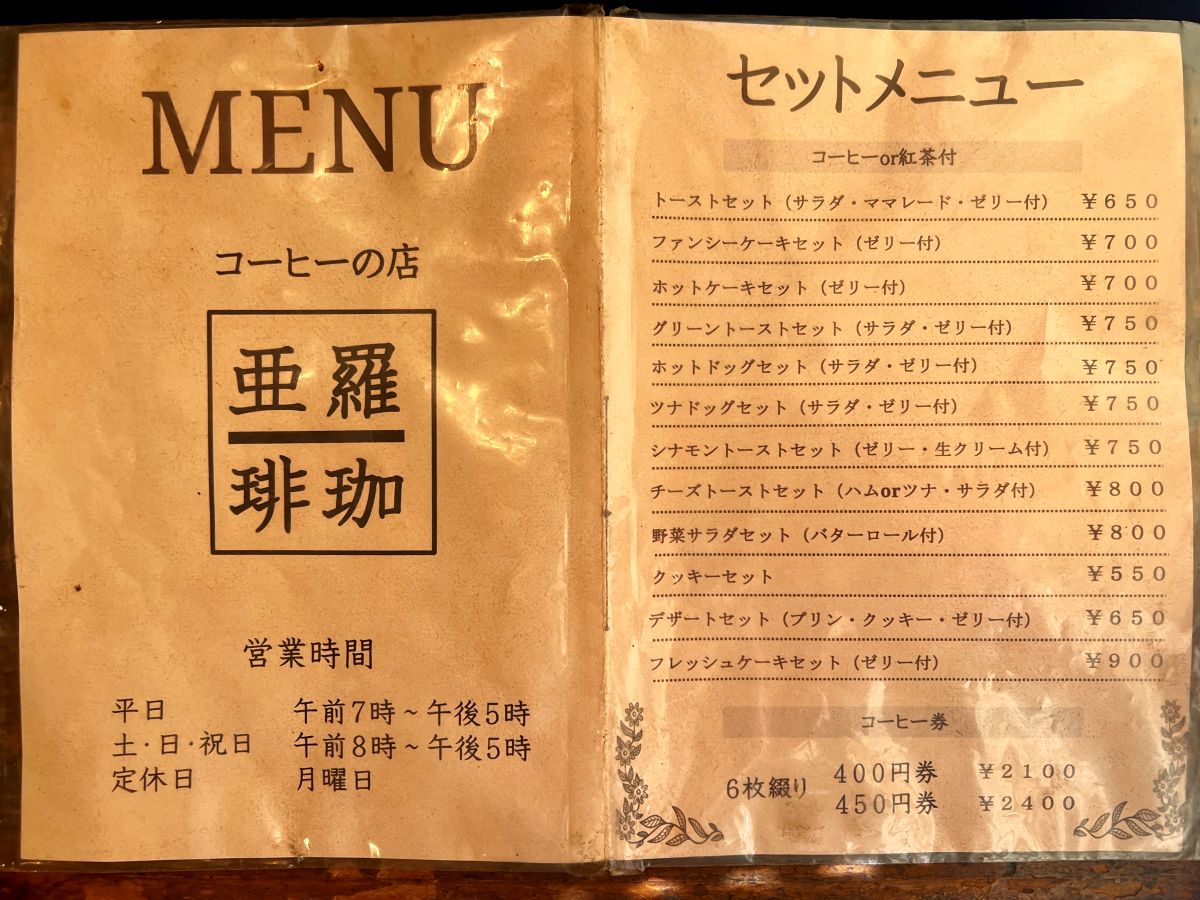 MENU
コーヒーの店
亜羅
琲珈
営業時間
平日 午前7時～午後5時
土・日・祝日 午前8時～午後5時
定休日 月曜日
セットメニュー
コーヒーor紅茶付
トーストセット（サラダ・ママレード・ゼリー付） ￥６５０
ファンシーケーキセット（ゼリー付） ￥７００
ホットケーキセット（ゼリー付） ￥７００
グリーントーストセット（サラダ・ゼリー付） ￥７５０
ホットドッグセット（サラダ・ゼリー付） ￥７５０
ツナドッグセット（サラダ・ゼリー付） ￥７５０
シナモントーストセット（ゼリー・生クリーム付） ￥７５０
チーズトーストセット（ハムorツナ・サラダ付） ￥８００
野菜サラダセット（バターロール付） ￥８００
クッキーセット ￥５５０
デザートセット（プリン・クッキー・ゼリー付） ￥６５０
フレッシュケーキセット（ゼリー付） ￥９００
コーヒー券
6枚綴り 400円券 ￥２１００
450円券 ￥２４００